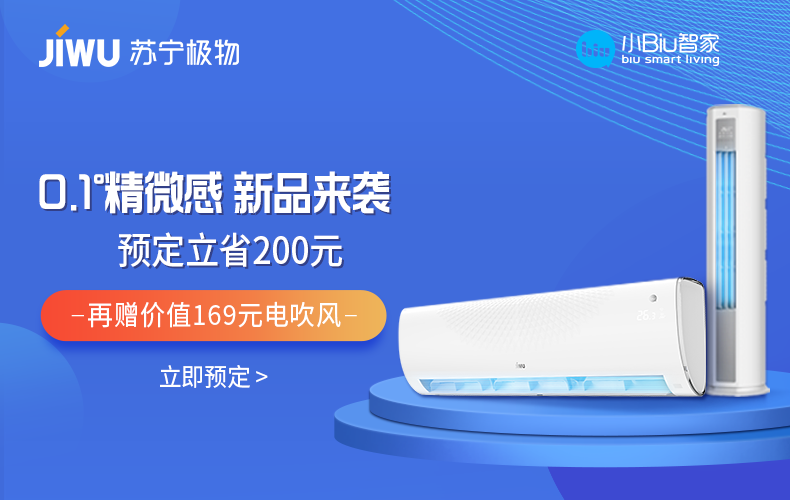 JIWU 苏宁极物
biu 小Biu智家
biu smart living
0.1°精微感 新品来袭
预定立省200元
–再赠价值169元电吹风–
立即预定 >
JIWU